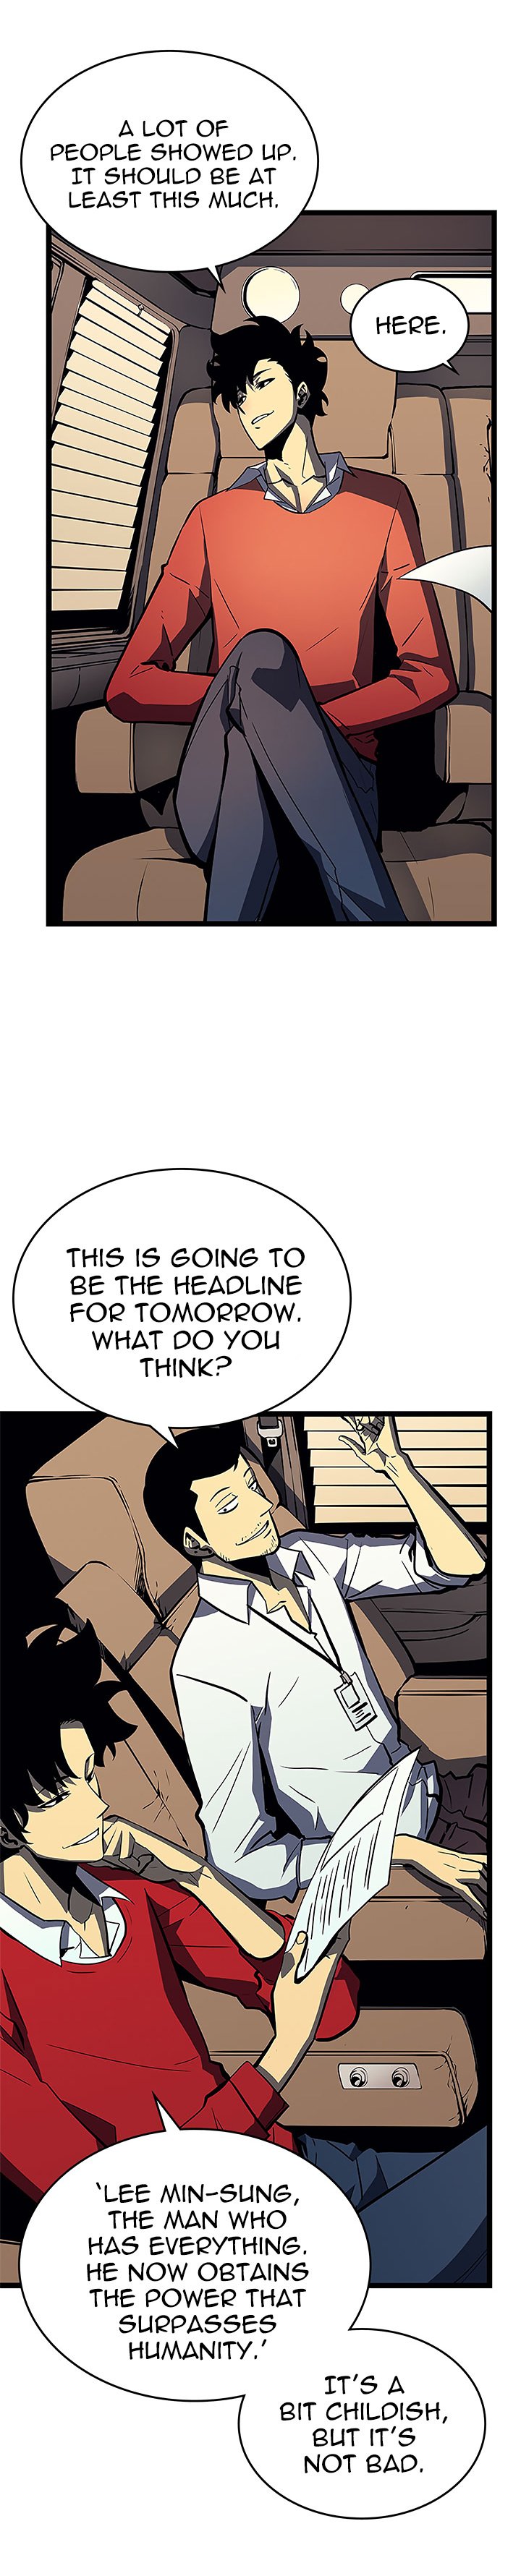 A LOT OF
PEOPLE SHOWED UP.
IT SHOULD BE AT
LEAST THIS MUCH.
HERE.
THIS IS GOING TO
BE THE HEADLINE
FOR TOMORROW.
WHAT DO YOU
THINK?
'LEE MIN-SUNG,
THE MAN WHO
HAS EVERYTHING.
HE NOW OBTAINS
THE POWER THAT
SURPASSES
HUMANITY.'
IT'S A
BIT CHILDISH,
BUT IT'S
NOT BAD.